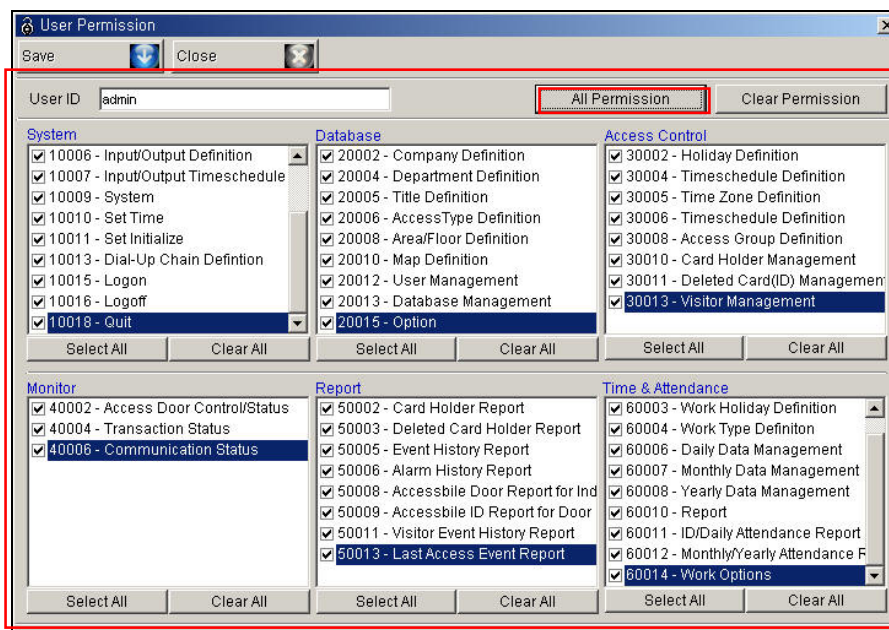 User Permission
Save Close
User ID admin All Permission Clear Permission
System
10006 - Input/Output Definition
10007 - Input/Output Timeschedule
10009 - System
10010 - Set Time
10011 - Set Initialize
10013 - Dial-Up Chain Defintion
10015 - Logon
10016 - Logoff
10018 - Quit
Select All Clear All
Database
20002 - Company Definition
20004 - Department Definition
20005 - Title Definition
20006 - AccessType Definition
20008 - Area/Floor Definition
20010 - Map Definition
20012 - User Management
20013 - Database Management
20015 - Option
Select All Clear All
Access Control
30002 - Holiday Definition
30004 - Timeschedule Definition
30005 - Time Zone Definition
30006 - Timeschedule Definition
30008 - Access Group Definition
30010 - Card Holder Management
30011 - Deleted Card(ID) Managemen
30013 - Visitor Management
Select All Clear All
Monitor
40002 - Access Door Control/Status
40004 - Transaction Status
40006 - Communication Status
Select All Clear All
Report
50002 - Card Holder Report
50003 - Deleted Card Holder Report
50005 - Event History Report
50006 - Alarm History Report
50008 - Accessbile Door Report for Ind
50009 - Accessbile ID Report for Door
50011 - Visitor Event History Report
50013 - Last Access Event Report
Select All Clear All
Time & Attendance
60003 - Work Holiday Definition
60004 - Work Type Definiton
60006 - Daily Data Management
60007 - Monthly Data Management
60008 - Yearly Data Management
60010 - Report
60011 - ID/Daily Attendance Report
60012 - Monthly/Yearly Attendance R
60014 - Work Options
Select All Clear All